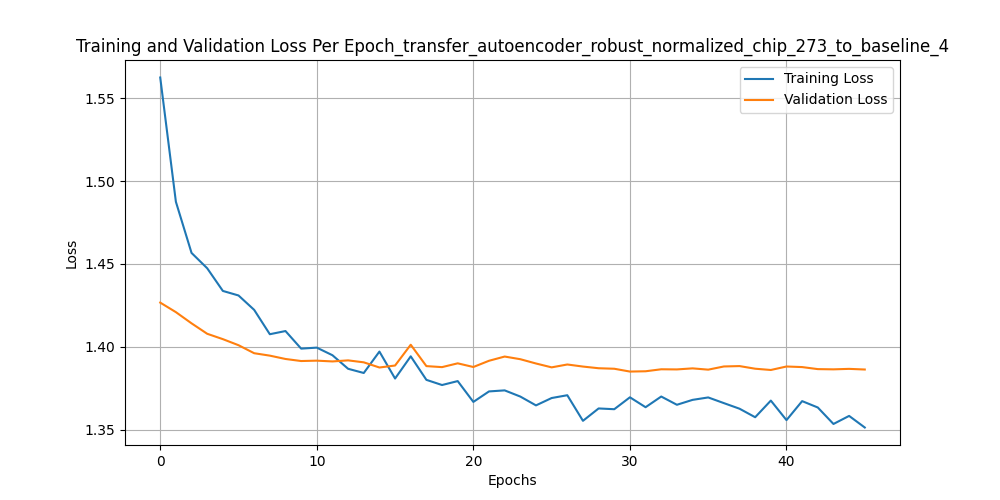 Training and Validation Loss Per Epoch_transfer_autoencoder_robust_normalized_chip_273_to_baseline_4
Training Loss
Validation Loss
1.55
1.50
1.45
1.40
1.35
Loss
0
10
20
30
40
Epochs